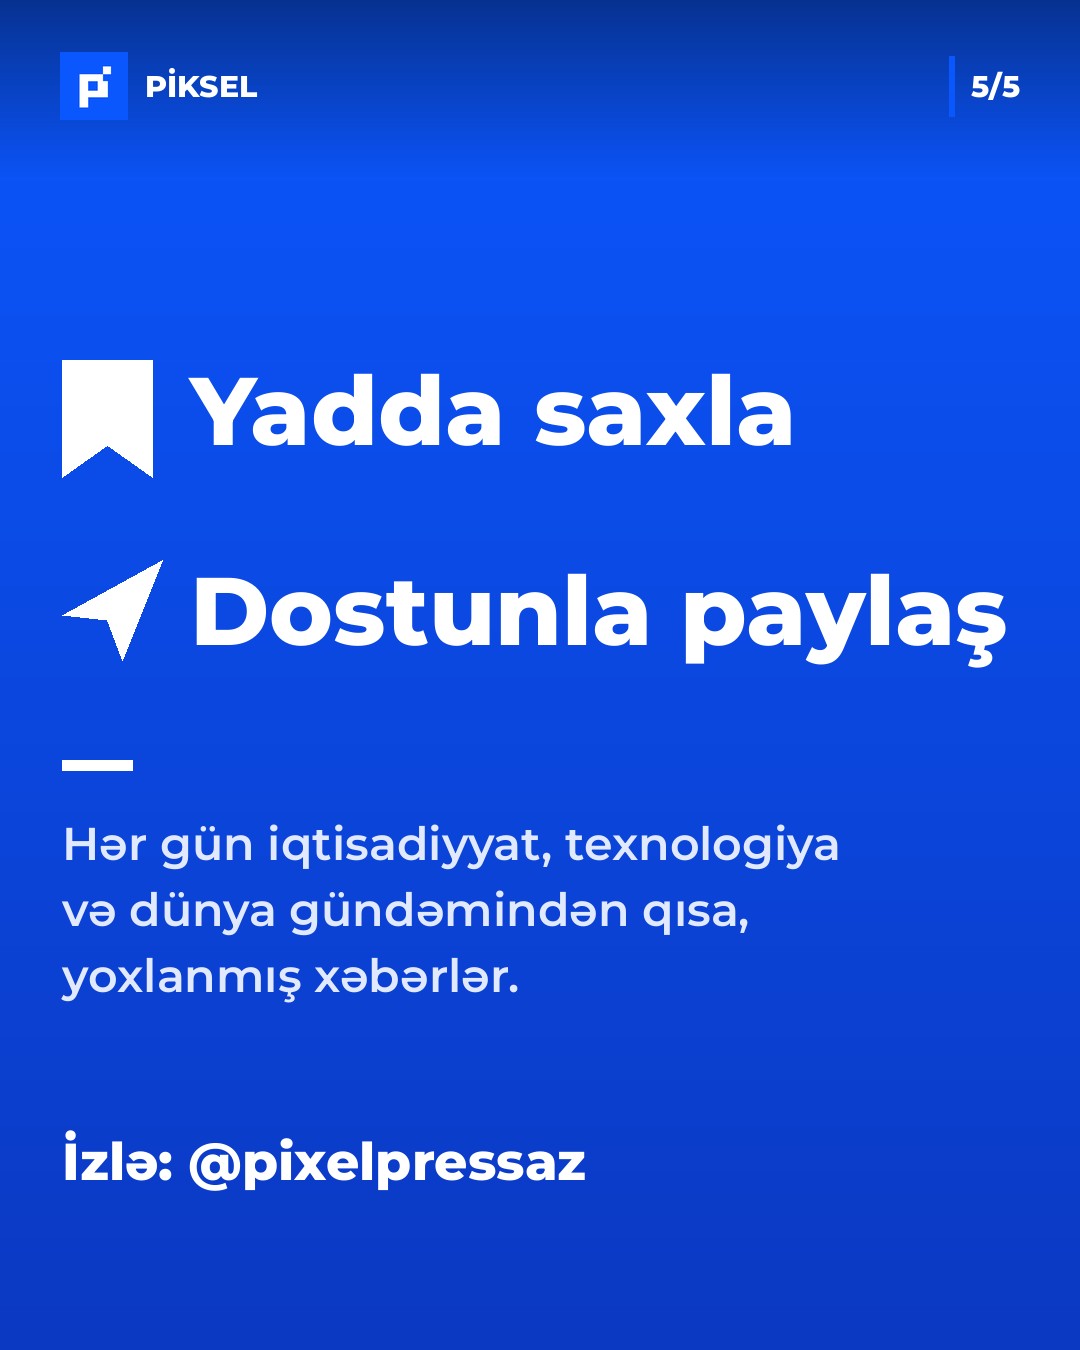 PİKSEL
5/5
Yadda saxla
Dostunla paylaş
Hər gün iqtisadiyyat, texnologiya
və dünya gündəmindən qısa,
yoxlanmış xəbərlər.
İzlə: @pixelpressaz